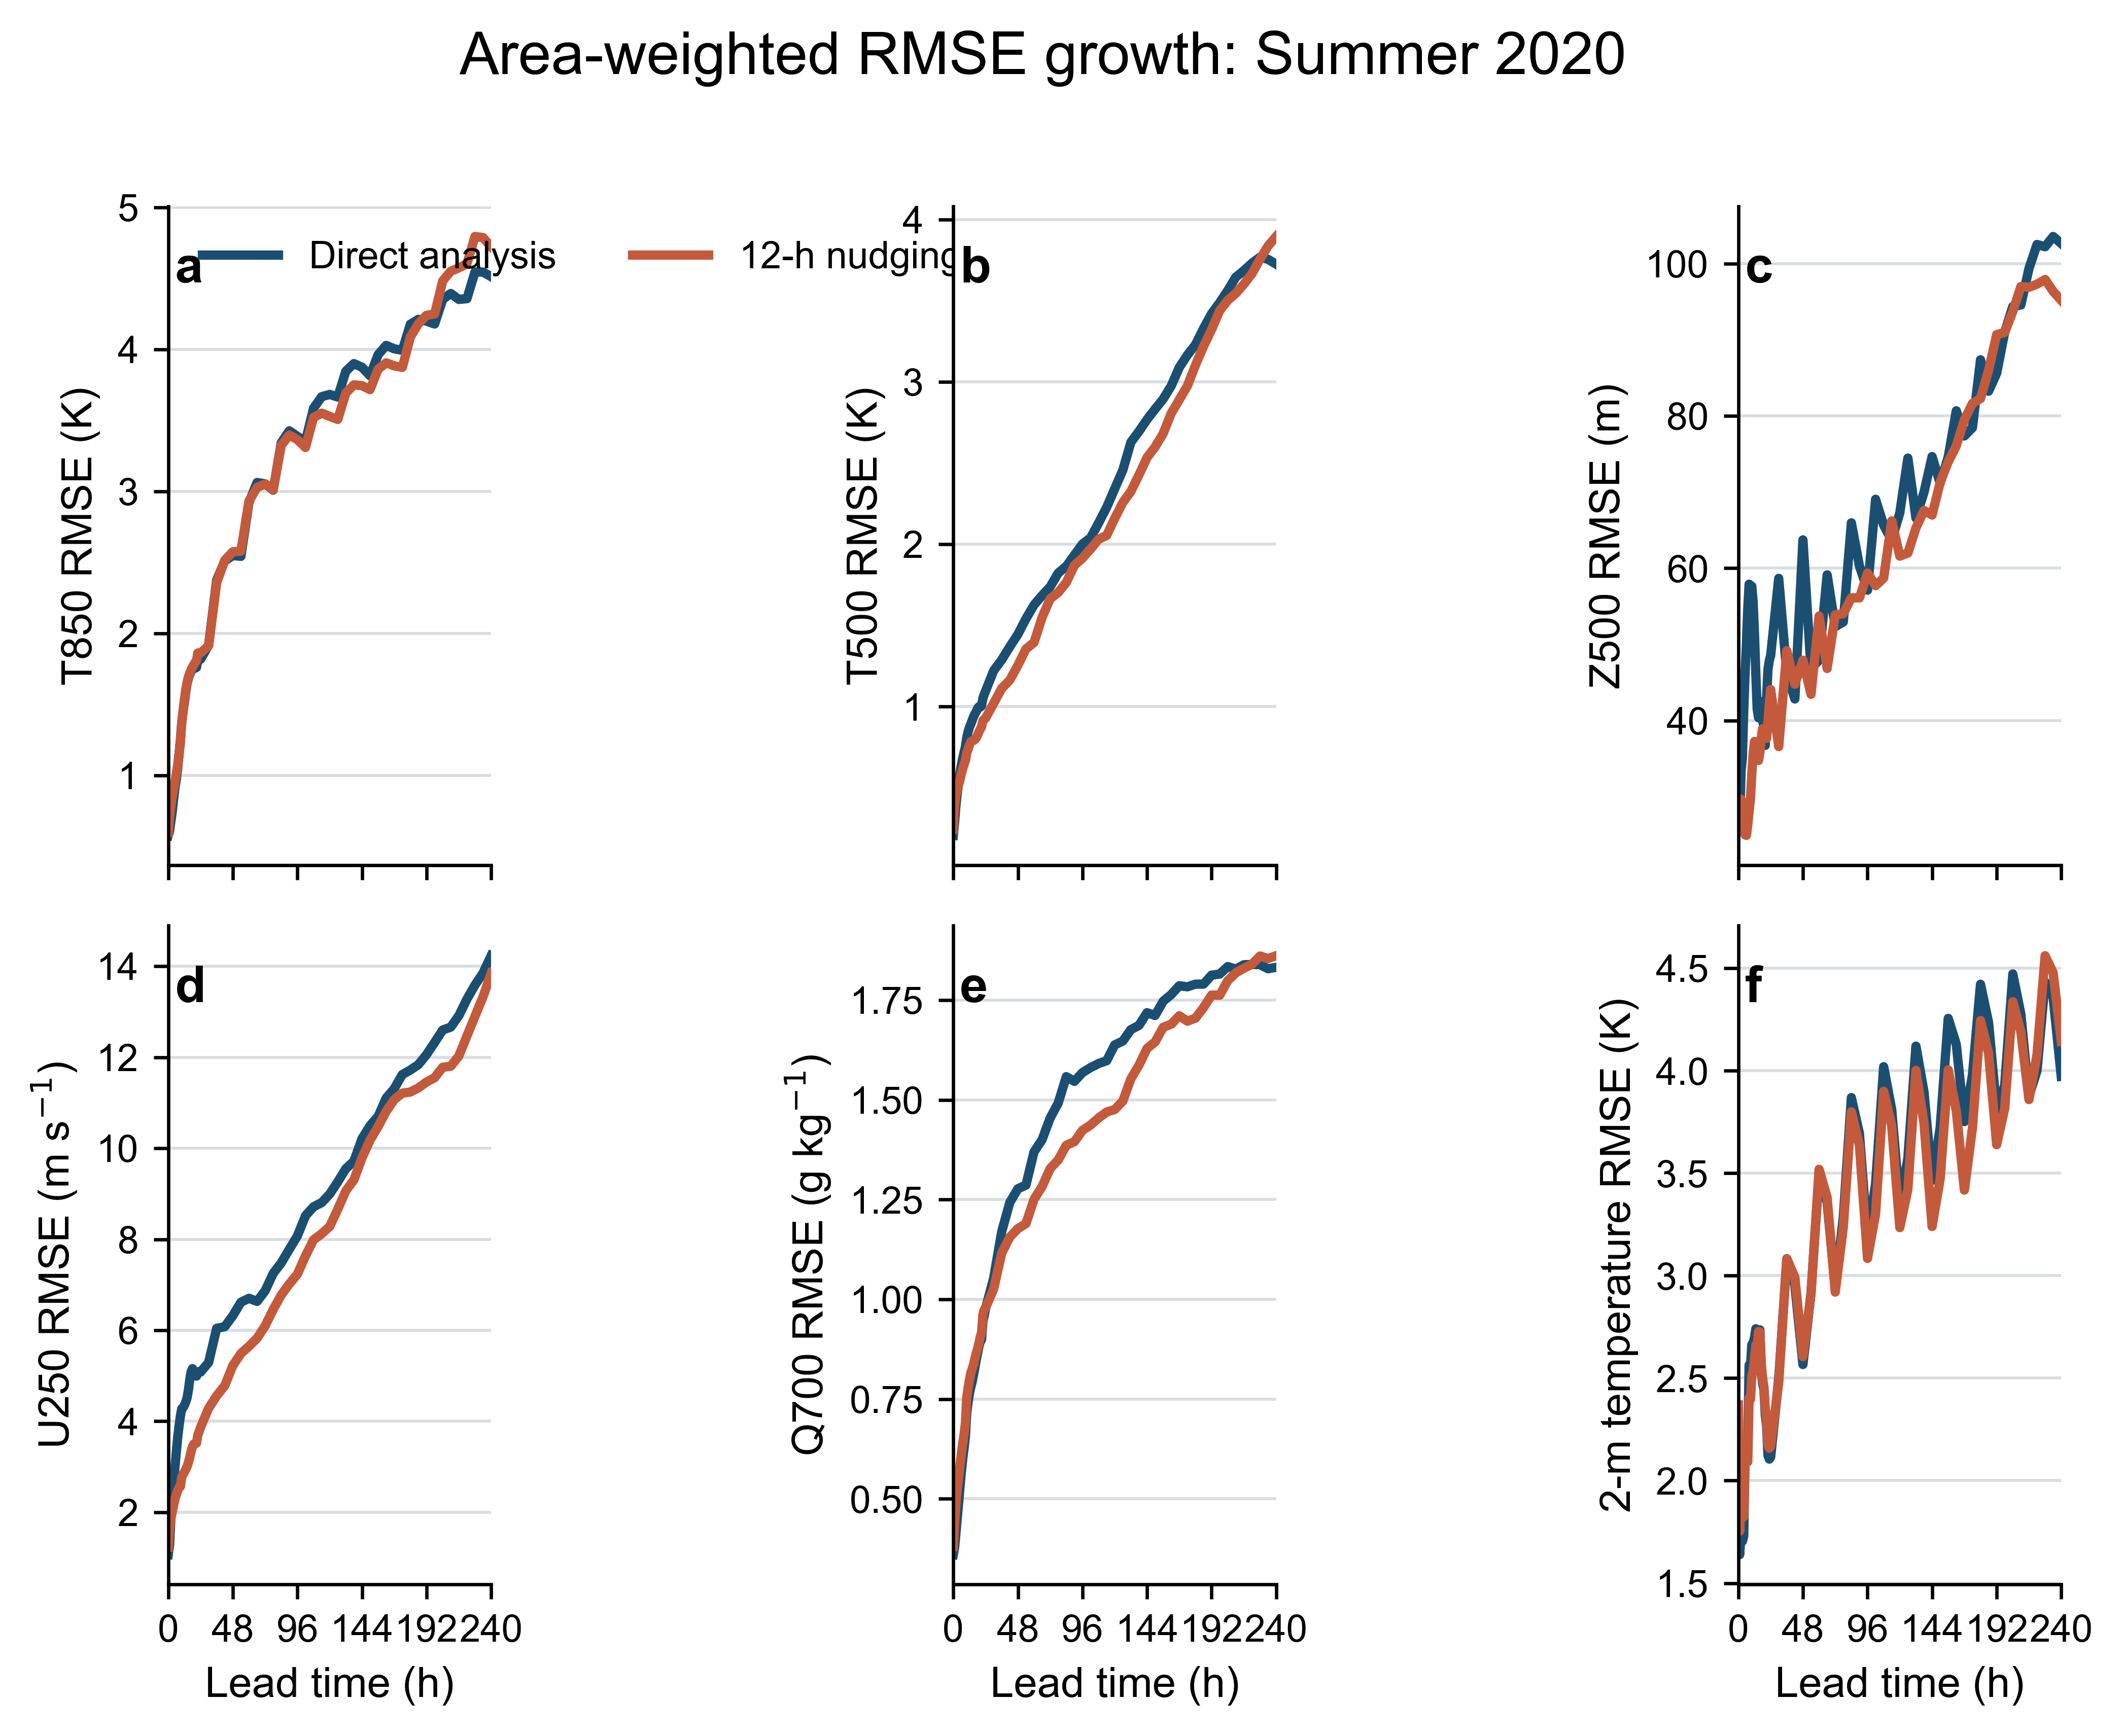 Area-weighted RMSE growth: Summer 2020
a
Direct analysis
12-h nudging
T850 RMSE (K)
5
4
3
2
1
b
T500 RMSE (K)
4
3
2
1
c
Z500 RMSE (m)
100
80
60
40
d
U250 RMSE (m s⁻¹)
14
12
10
8
6
4
2
0 48 96 144 192 240
Lead time (h)
e
Q700 RMSE (g kg⁻¹)
1.75
1.50
1.25
1.00
0.75
0.50
0 48 96 144 192 240
Lead time (h)
f
2-m temperature RMSE (K)
4.5
4.0
3.5
3.0
2.5
2.0
1.5
0 48 96 144 192 240
Lead time (h)